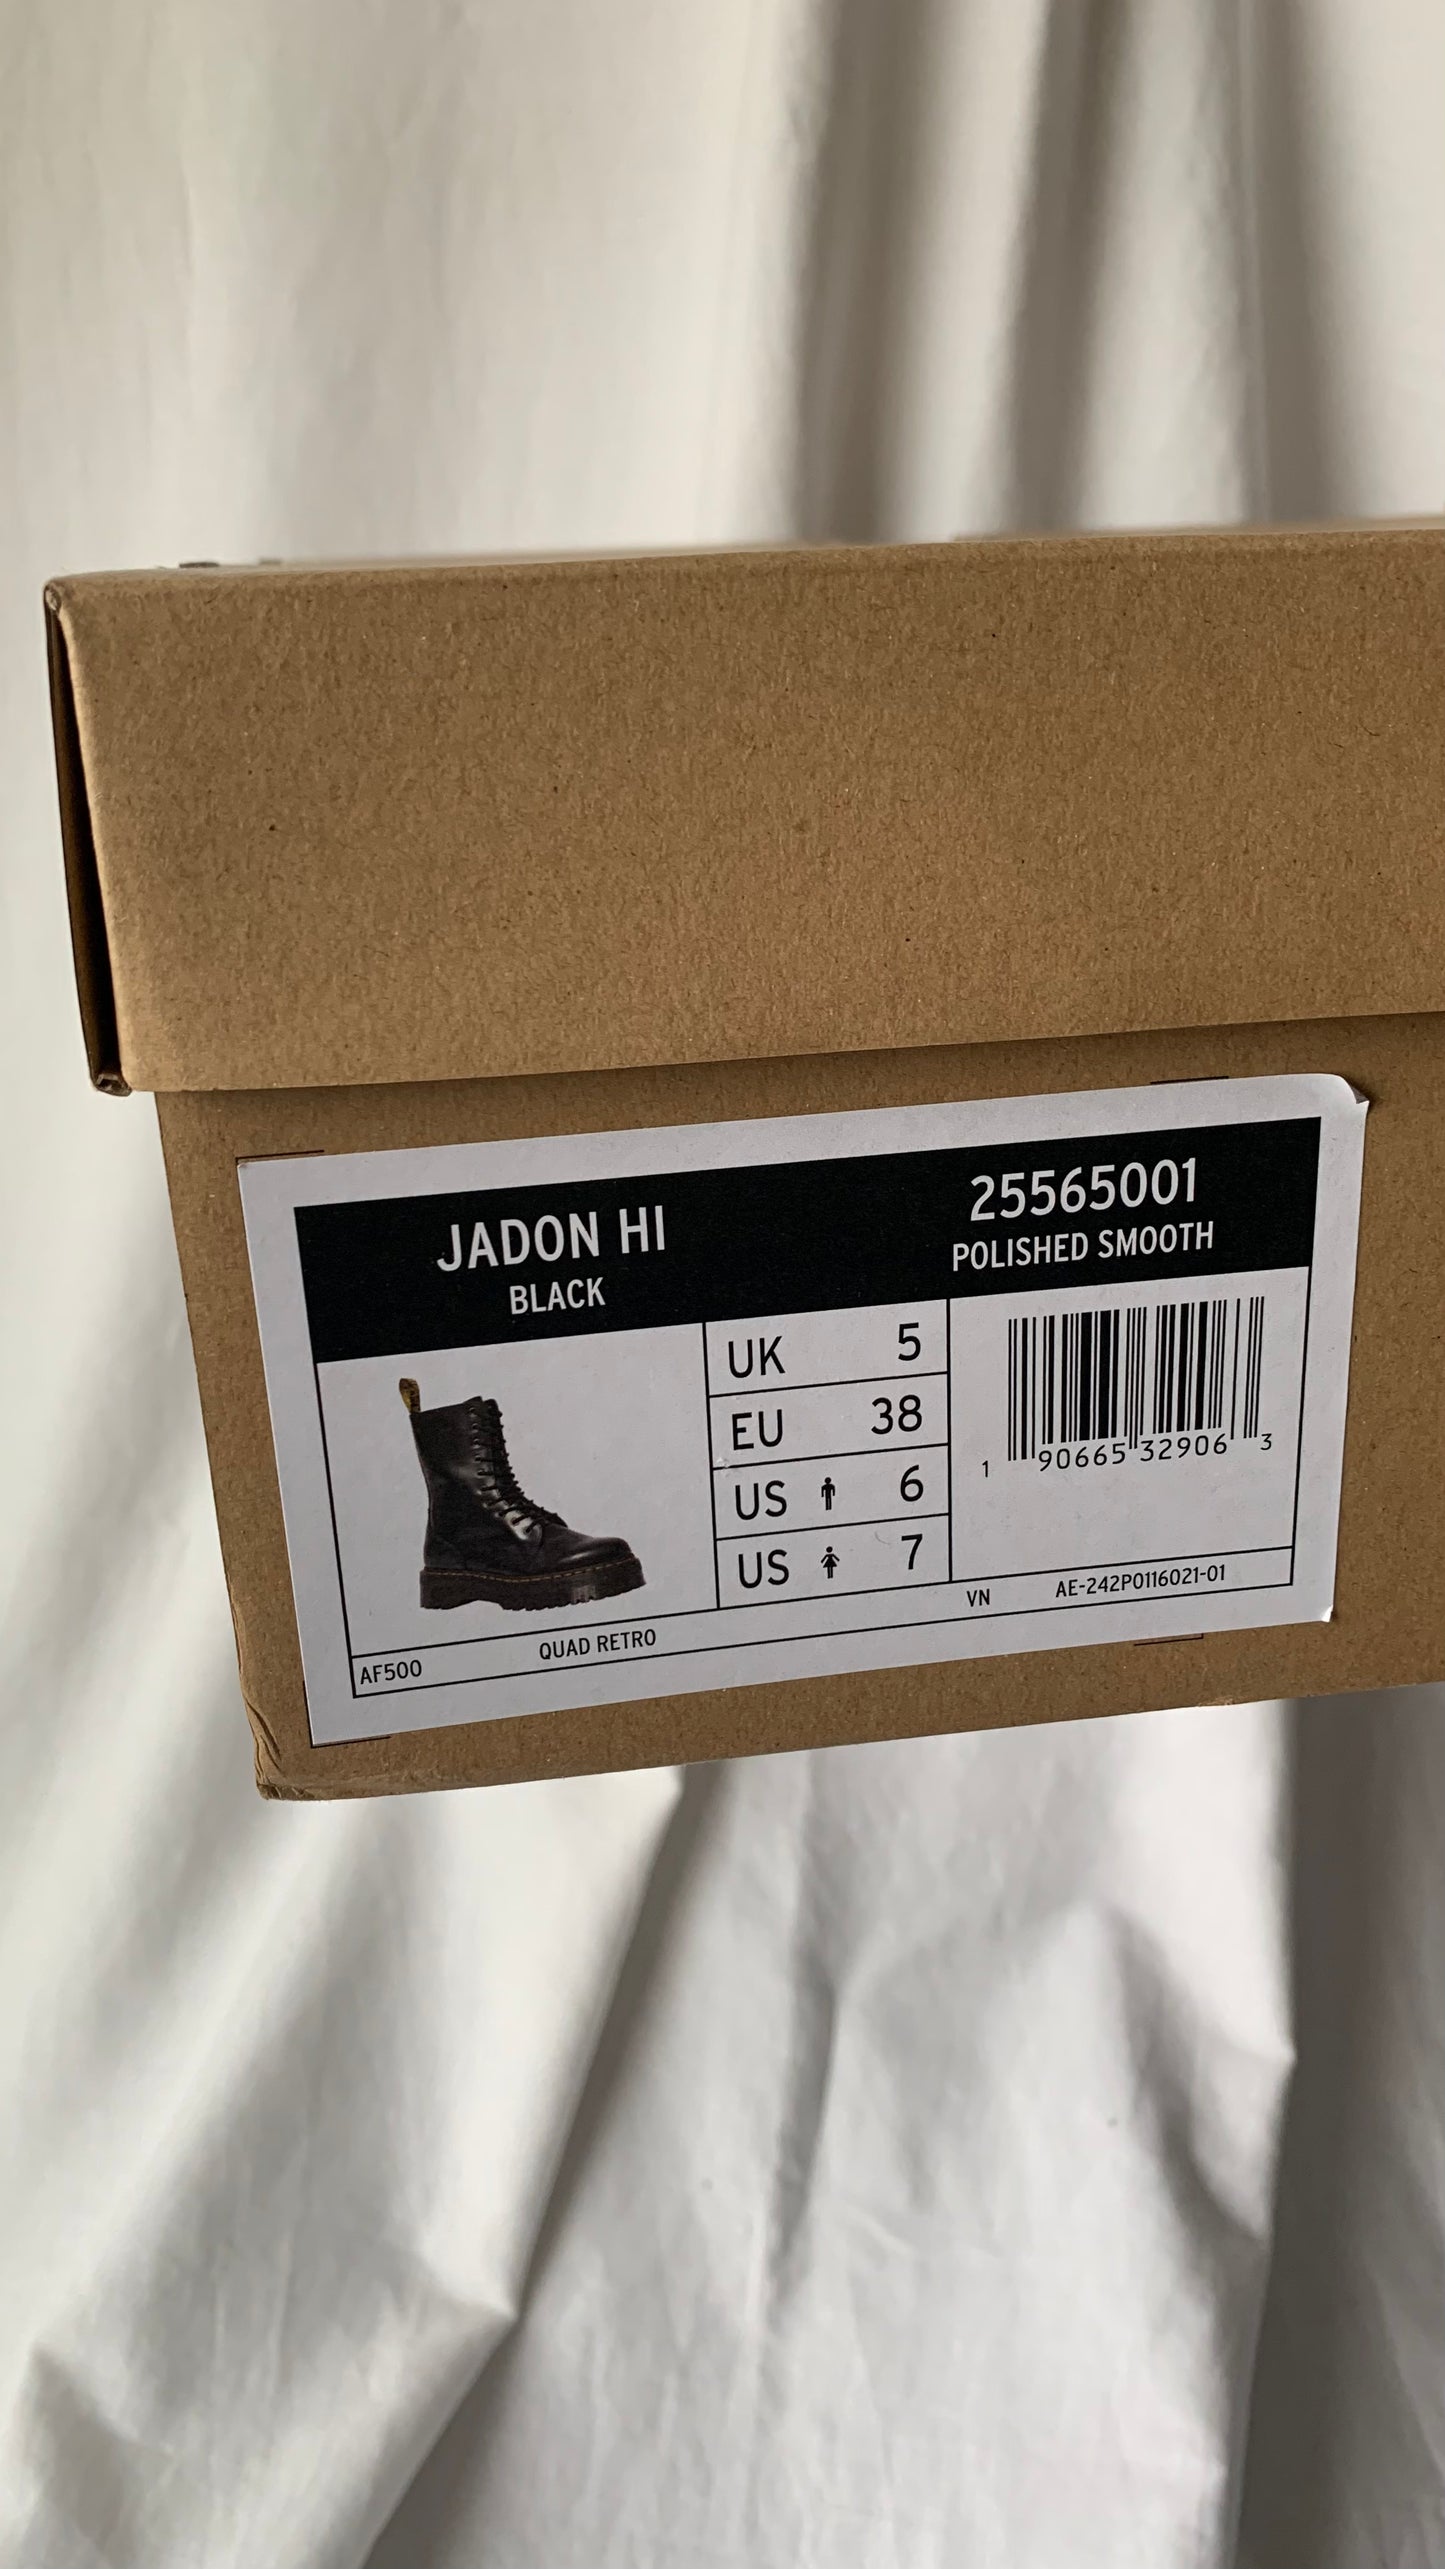 JADON HI
BLACK
25565001
POLISHED SMOOTH
UK 5
EU 38
US 6
US 7
1 90665 32906 3
AF500
QUAD RETRO
VN
AE-242P0116021-01